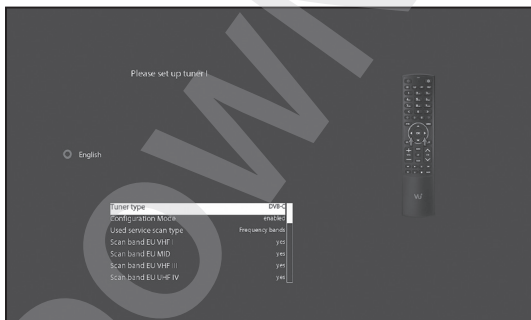 Please set up tuner I
English
Tuner type DVB-C
Configuration Mode enabled
Used service scan type Frequency bands
Scan band EU VHF I yes
Scan band EU MID yes
Scan band EU VHF III yes
Scan band EU UHF IV yes